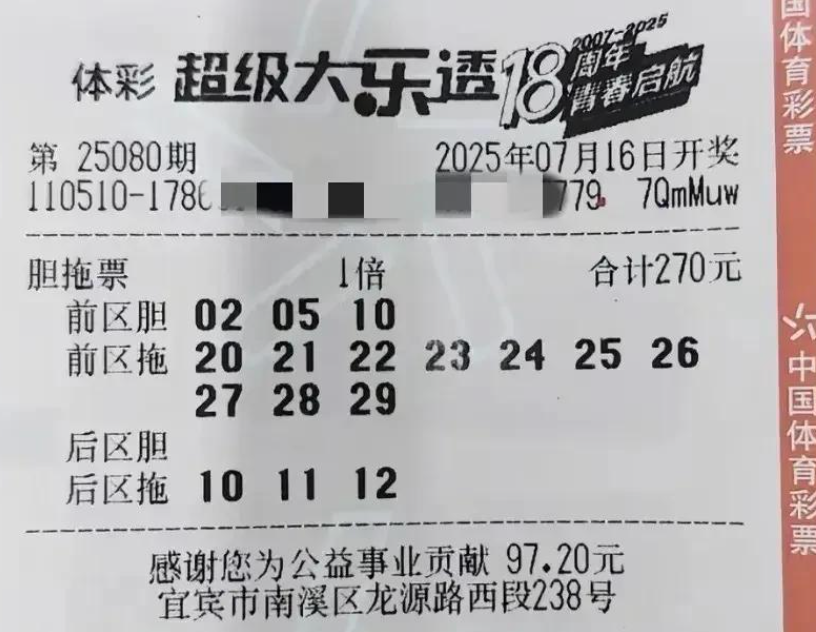 体彩 超级大乐透 18周年 2007-2025 青春启航
第 25080期 2025年07月16日开奖
110510-1786 779 7QmMuw
胆拖票 1倍 合计270元
前区胆 02 05 10
前区拖 20 21 22 23 24 25 26
27 28 29
后区胆
后区拖 10 11 12
感谢您为公益事业贡献 97.20元
宜宾市南溪区龙源路西段238号
国体育彩票
中国体育彩票